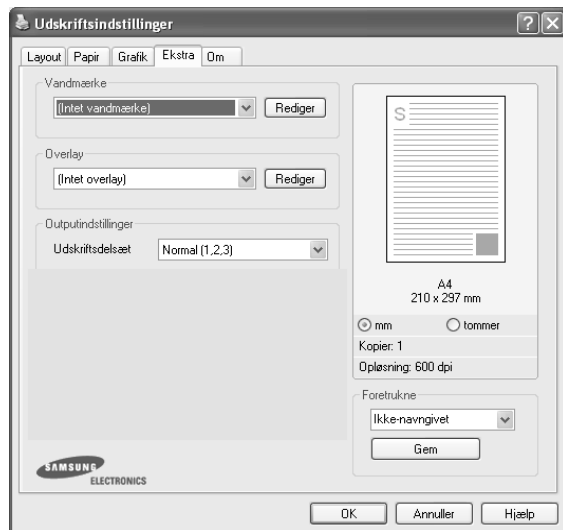 Udskriftsindstillinger
Layout Papir Grafik Ekstra Om
Vandmærke
(Intet vandmærke) Rediger
Overlay
(Intet overlay) Rediger
Outputindstillinger
Udskriftsdelsæt Normal (1,2,3)
S
A4
210 x 297 mm
mm tommer
Kopier: 1
Opløsning: 600 dpi
Foretrukne
Ikke-navngivet
Gem
SAMSUNG
ELECTRONICS
OK Annuller Hjælp